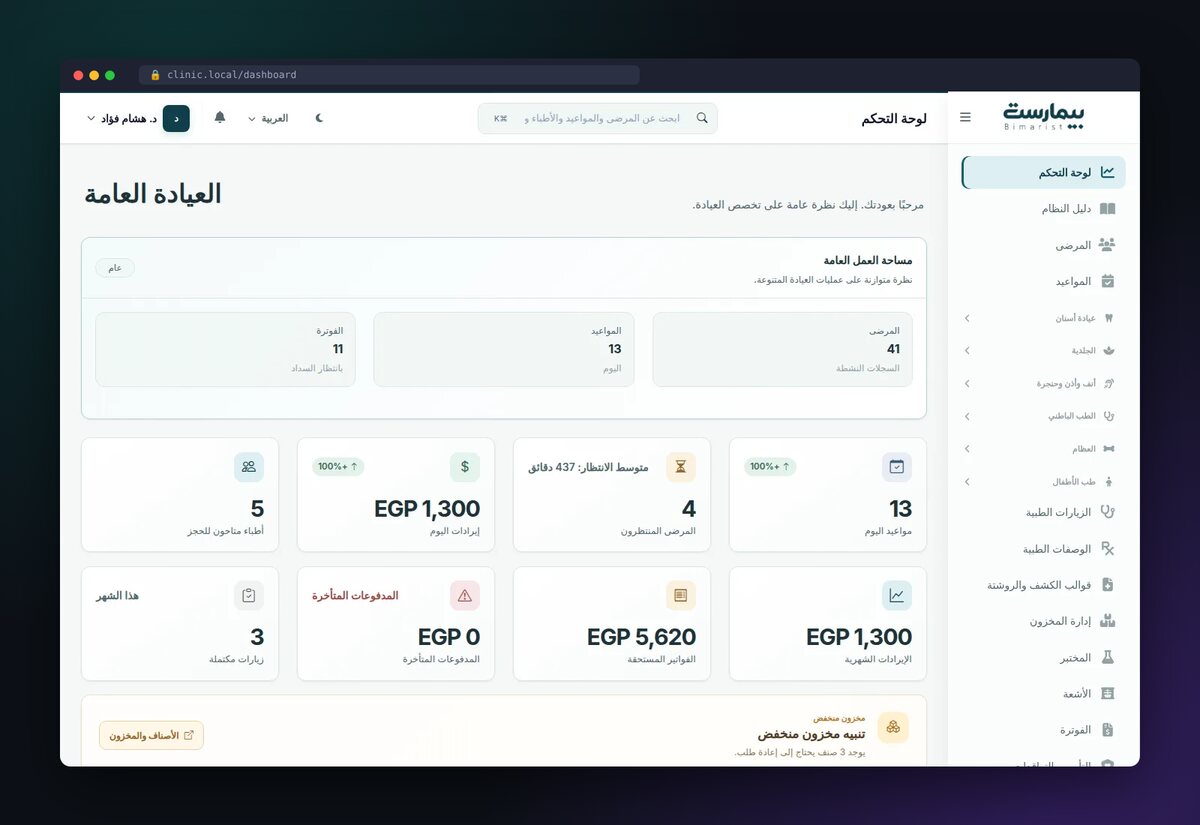 clinic.local/dashboard
بيمارست
Bimarist
لوحة التحكم
ابحث عن المرضى والمواعيد والأطباء و
⌘K
العربية
د. هشام فؤاد
د
لوحة التحكم
دليل النظام
المرضى
المواعيد
عيادة أسنان
الجلدية
أنف وأذن وحنجرة
الطب الباطني
العظام
طب الأطفال
الزيارات الطبية
الوصفات الطبية
قوالب الكشف والروشتة
إدارة المخزون
المختبر
الأشعة
الفوترة
مرحبًا بعودتك. إليك نظرة عامة على تخصص العيادة.
العيادة العامة
مساحة العمل العامة
نظرة متوازنة على عمليات العيادة المتنوعة.
عام
المرضى
41
السجلات النشطة
المواعيد
13
اليوم
الفوترة
11
بانتظار السداد
↑ +100%
13
مواعيد اليوم
متوسط الانتظار: 437 دقائق
4
المرضى المنتظرون
$
↑ +100%
EGP 1,300
إيرادات اليوم
5
أطباء متاحون للحجز
EGP 1,300
الإيرادات الشهرية
EGP 5,620
الفواتير المستحقة
المدفوعات المتأخرة
EGP 0
المدفوعات المتأخرة
هذا الشهر
3
زيارات مكتملة
مخزون منخفض
تنبيه مخزون منخفض
يوجد 3 صنف يحتاج إلى إعادة طلب.
الأصناف والمخزون